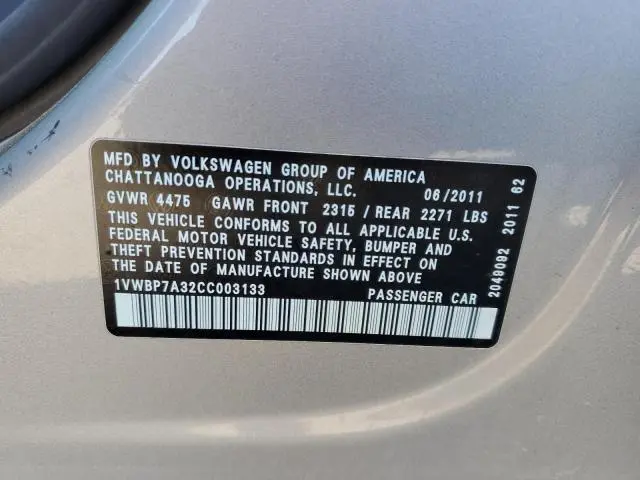 MFD BY VOLKSWAGEN GROUP OF AMERICA
CHATTANOOGA OPERATIONS, LLC. 06/2011
GVWR 4475 GAWR FRONT 2315 / REAR 2271 LBS
THIS VEHICLE CONFORMS TO ALL APPLICABLE U.S.
FEDERAL MOTOR VEHICLE SAFETY, BUMPER AND
THEFT PREVENTION STANDARDS IN EFFECT ON
THE DATE OF MANUFACTURE SHOWN ABOVE
1VWBP7A32CC003133 PASSENGER CAR
2049092 2011 62